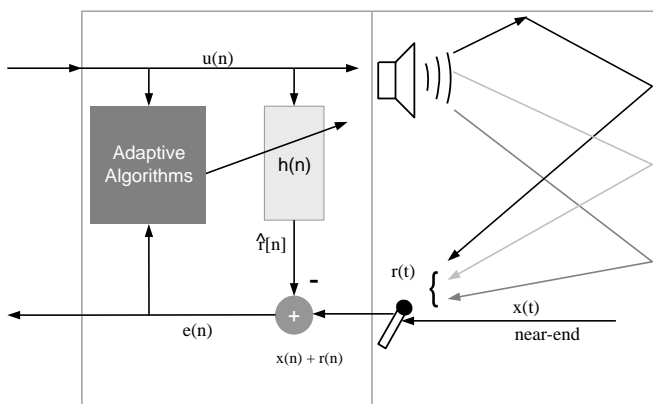 u(n)
Adaptive
Algorithms
h(n)
r̂[n]
-
r(t)
{
+
x(t)
e(n)
near-end
x(n) + r(n)